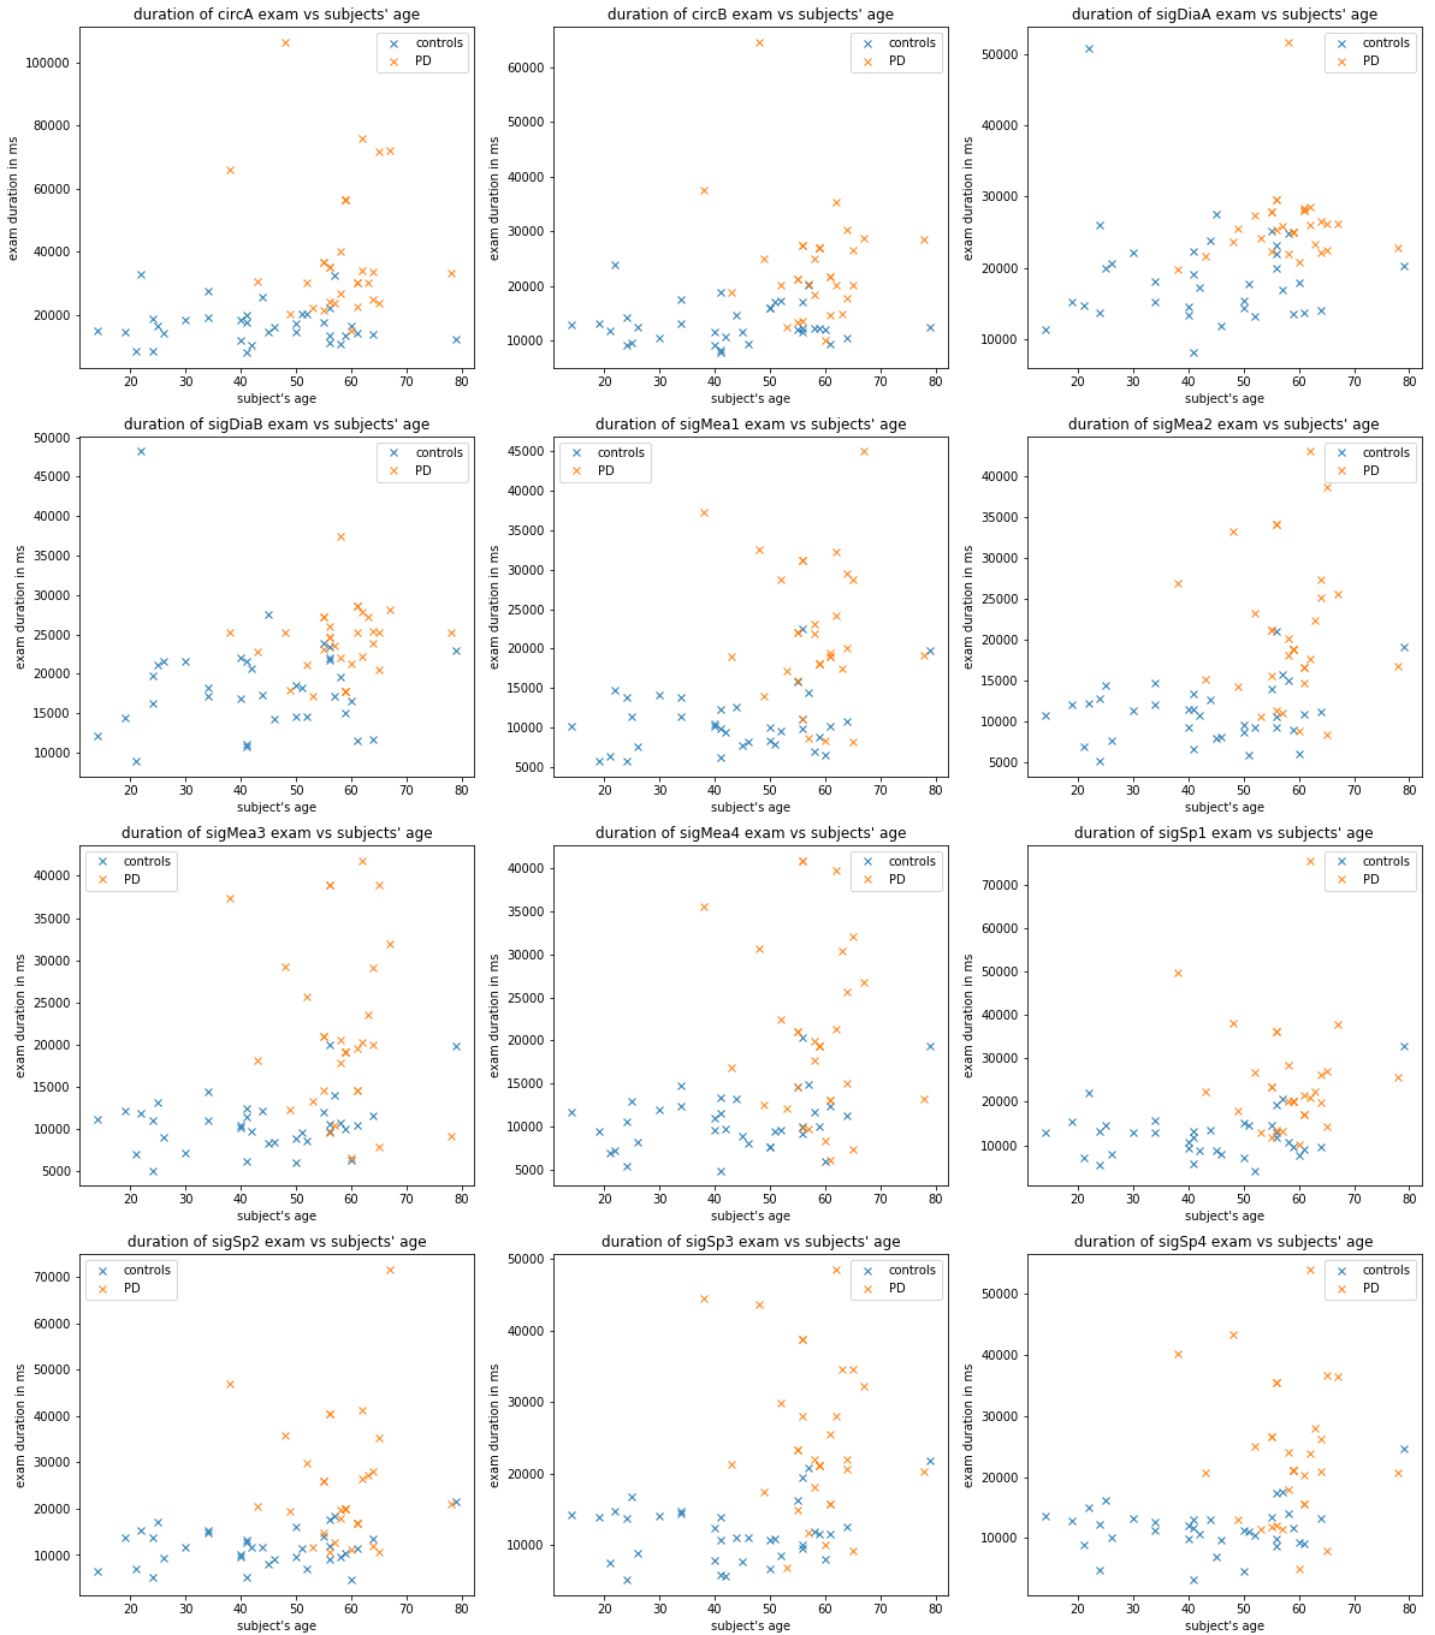 duration of circA exam vs subjects' age
exam duration in ms
100000
80000
60000
40000
20000
controls
PD
20 30 40 50 60 70 80
subject's age
duration of circB exam vs subjects' age
exam duration in ms
60000
50000
40000
30000
20000
10000
controls
PD
20 30 40 50 60 70 80
subject's age
duration of sigDiaA exam vs subjects' age
exam duration in ms
50000
40000
30000
20000
10000
controls
PD
20 30 40 50 60 70 80
subject's age
duration of sigDiaB exam vs subjects' age
exam duration in ms
50000
45000
40000
35000
30000
25000
20000
15000
10000
controls
PD
20 30 40 50 60 70 80
subject's age
duration of sigMea1 exam vs subjects' age
exam duration in ms
45000
40000
35000
30000
25000
20000
15000
10000
5000
controls
PD
20 30 40 50 60 70 80
subject's age
duration of sigMea2 exam vs subjects' age
exam duration in ms
40000
35000
30000
25000
20000
15000
10000
5000
controls
PD
20 30 40 50 60 70 80
subject's age
duration of sigMea3 exam vs subjects' age
exam duration in ms
40000
35000
30000
25000
20000
15000
10000
5000
controls
PD
20 30 40 50 60 70 80
subject's age
duration of sigMea4 exam vs subjects' age
exam duration in ms
40000
35000
30000
25000
20000
15000
10000
5000
controls
PD
20 30 40 50 60 70 80
subject's age
duration of sigSp1 exam vs subjects' age
exam duration in ms
70000
60000
50000
40000
30000
20000
10000
controls
PD
20 30 40 50 60 70 80
subject's age
duration of sigSp2 exam vs subjects' age
exam duration in ms
70000
60000
50000
40000
30000
20000
10000
controls
PD
20 30 40 50 60 70 80
subject's age
duration of sigSp3 exam vs subjects' age
exam duration in ms
50000
40000
30000
20000
10000
controls
PD
20 30 40 50 60 70 80
subject's age
duration of sigSp4 exam vs subjects' age
exam duration in ms
50000
40000
30000
20000
10000
controls
PD
20 30 40 50 60 70 80
subject's age